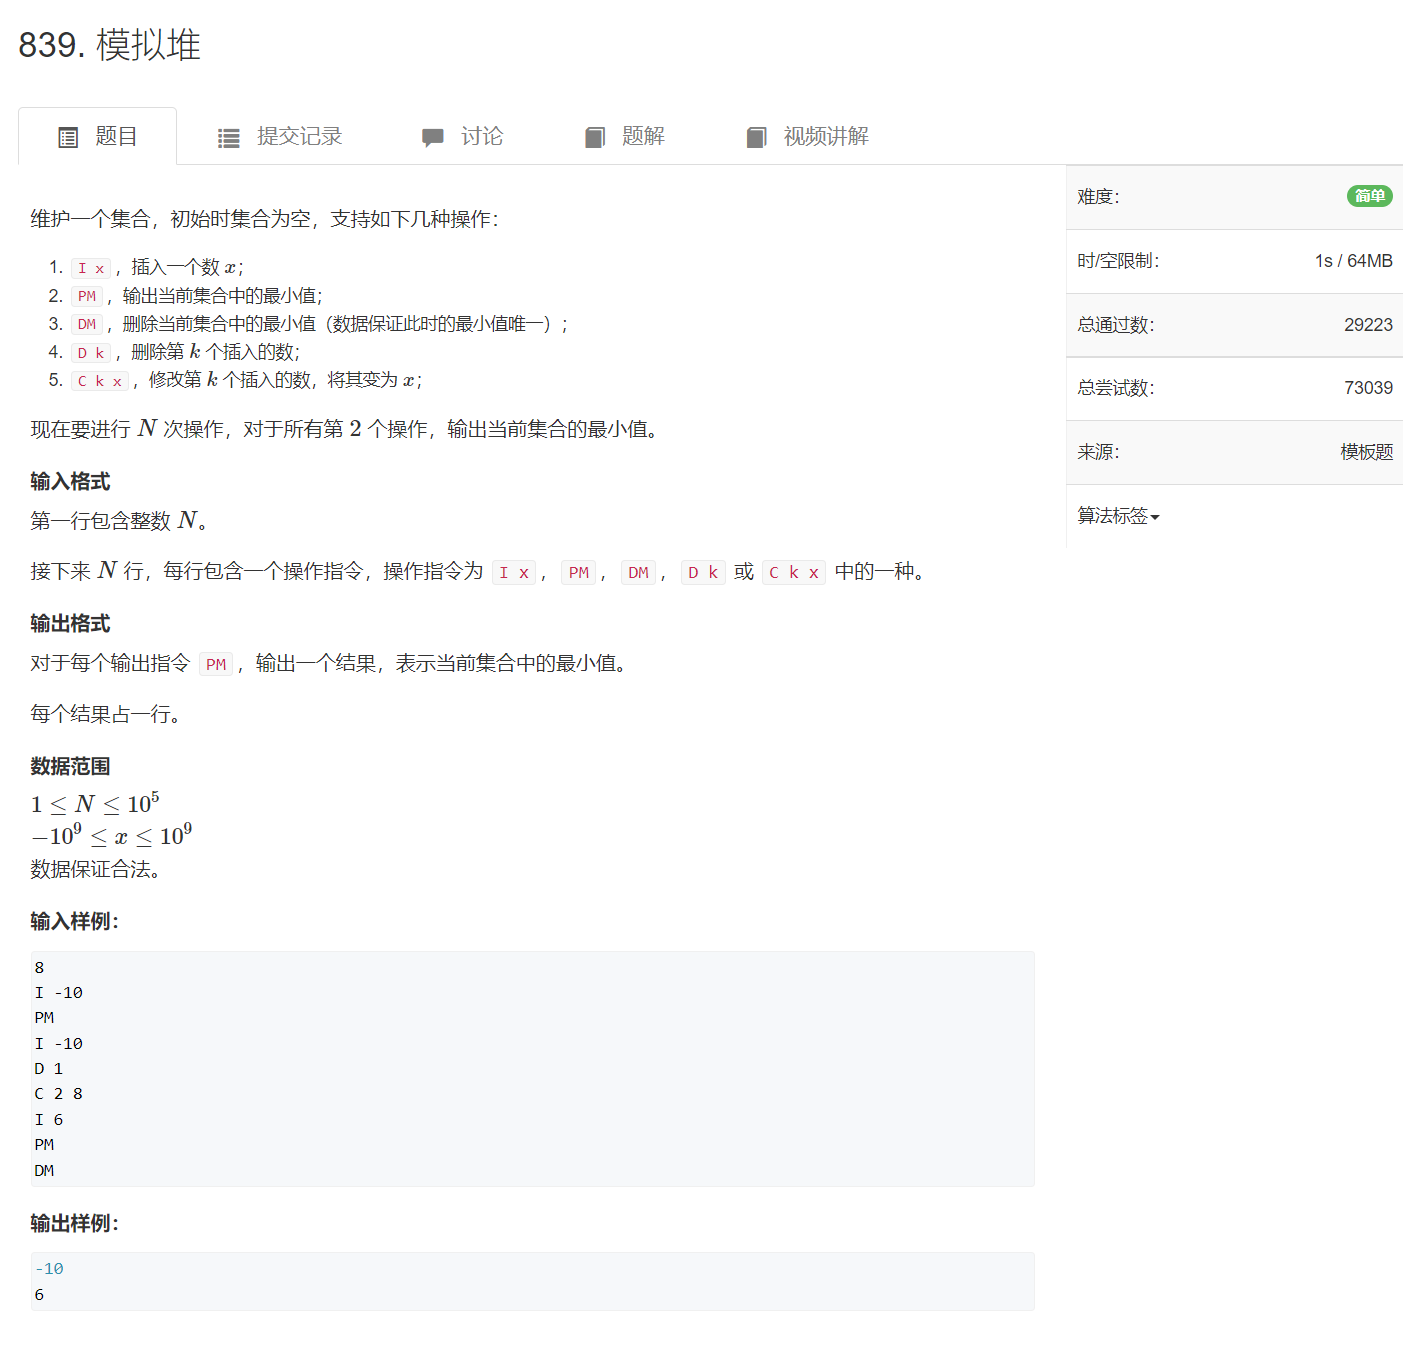 839. 模拟堆
题目 提交记录 讨论 题解 视频讲解
维护一个集合，初始时集合为空，支持如下几种操作：
1. I x ，插入一个数 x；
2. PM ，输出当前集合中的最小值；
3. DM ，删除当前集合中的最小值（数据保证此时的最小值唯一）；
4. D k ，删除第 k 个插入的数；
5. C k x ，修改第 k 个插入的数，将其变为 x；
现在要进行 N 次操作，对于所有第 2 个操作，输出当前集合的最小值。
输入格式
第一行包含整数 N。
接下来 N 行，每行包含一个操作指令，操作指令为 I x ， PM ， DM ， D k 或 C k x 中的一种。
输出格式
对于每个输出指令 PM ，输出一个结果，表示当前集合中的最小值。
每个结果占一行。
数据范围
1 ≤ N ≤ 10^5
−10^9 ≤ x ≤ 10^9
数据保证合法。
输入样例：
8
I -10
PM
I -10
D 1
C 2 8
I 6
PM
DM
输出样例：
-10
6
难度： 简单
时/空限制： 1s / 64MB
总通过数： 29223
总尝试数： 73039
来源： 模板题
算法标签